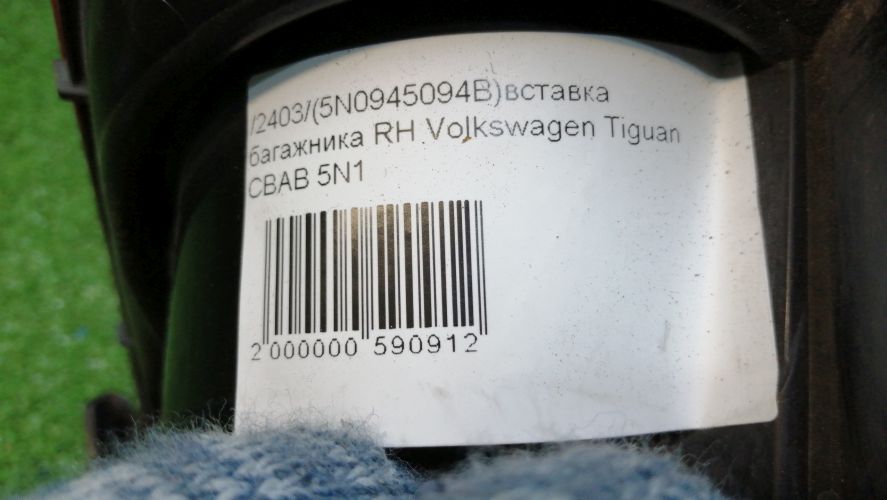 /2403/(5N0945094B)вставка
багажника RH Volkswagen Tiguan
CBAB 5N1
2 000000 590912